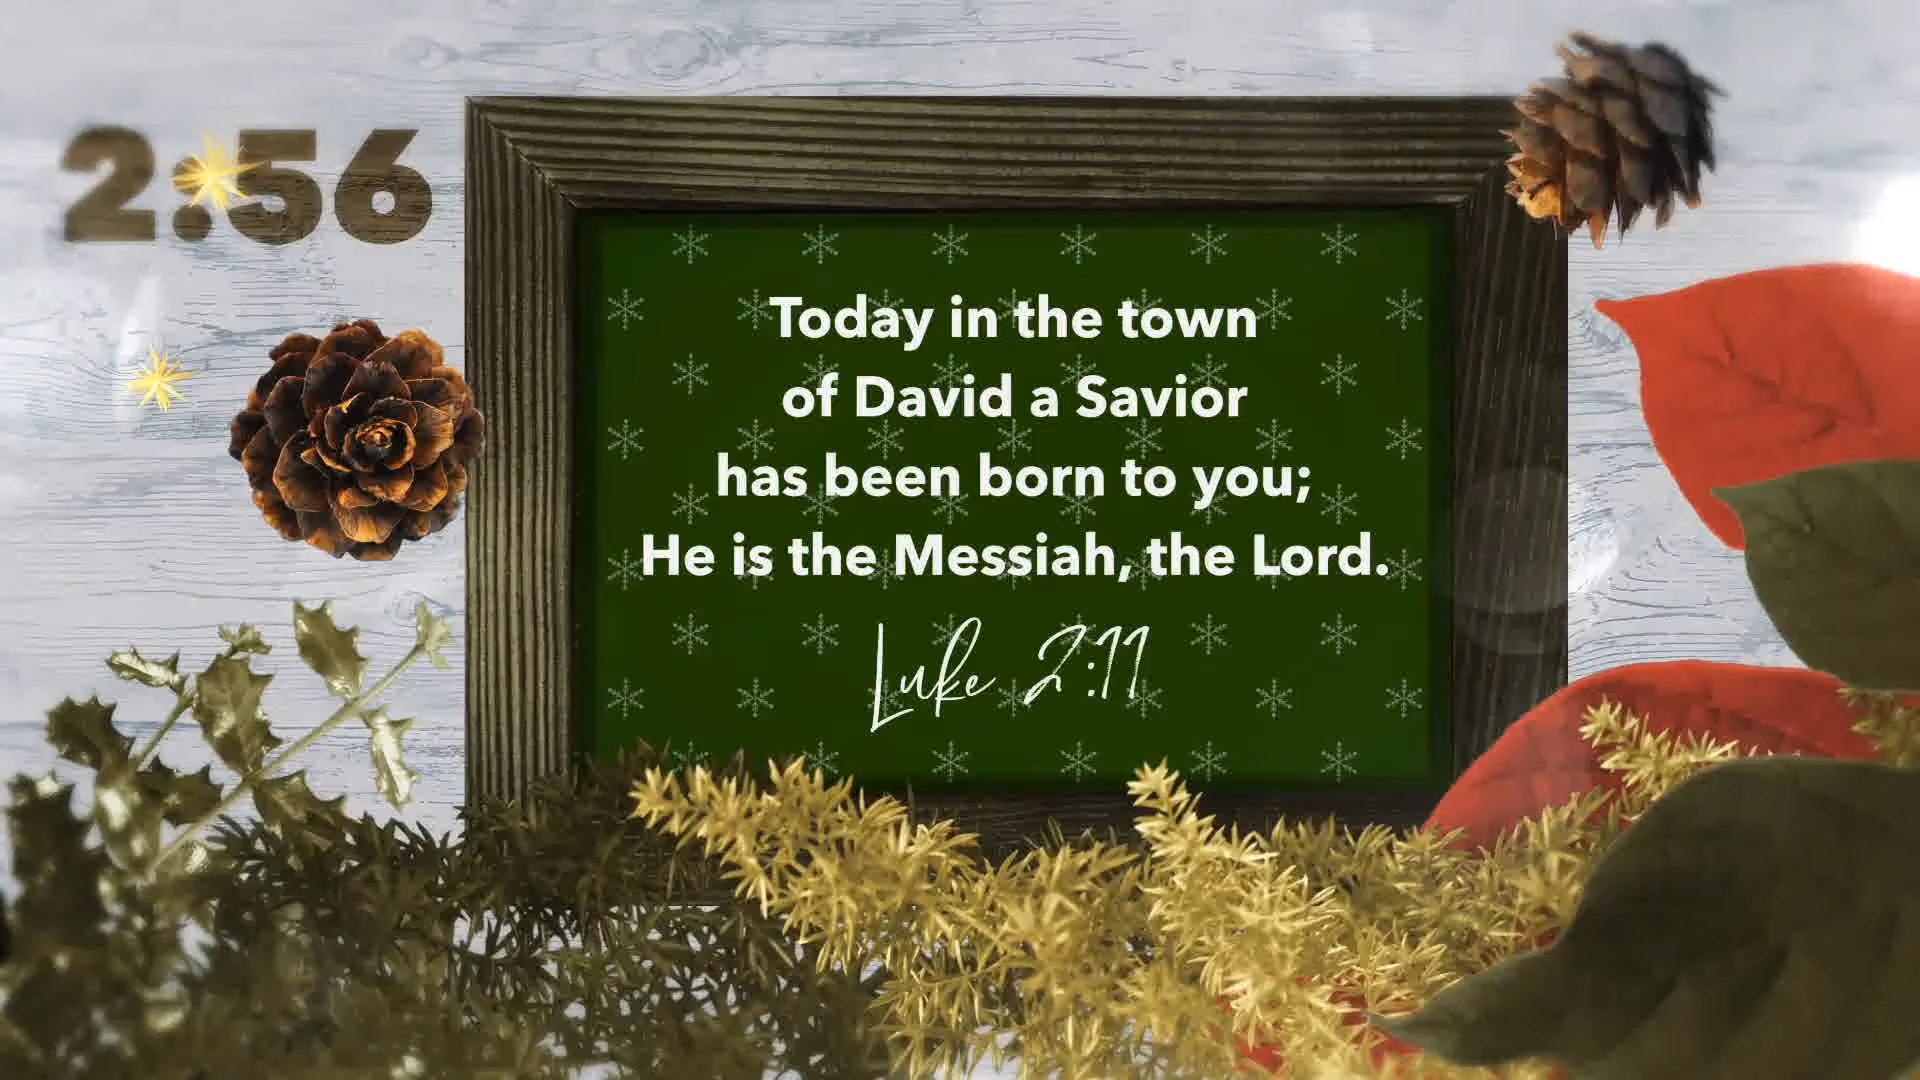 2:56
Today in the town
of David a Savior
has been born to you;
He is the Messiah, the Lord.
Luke 2:11